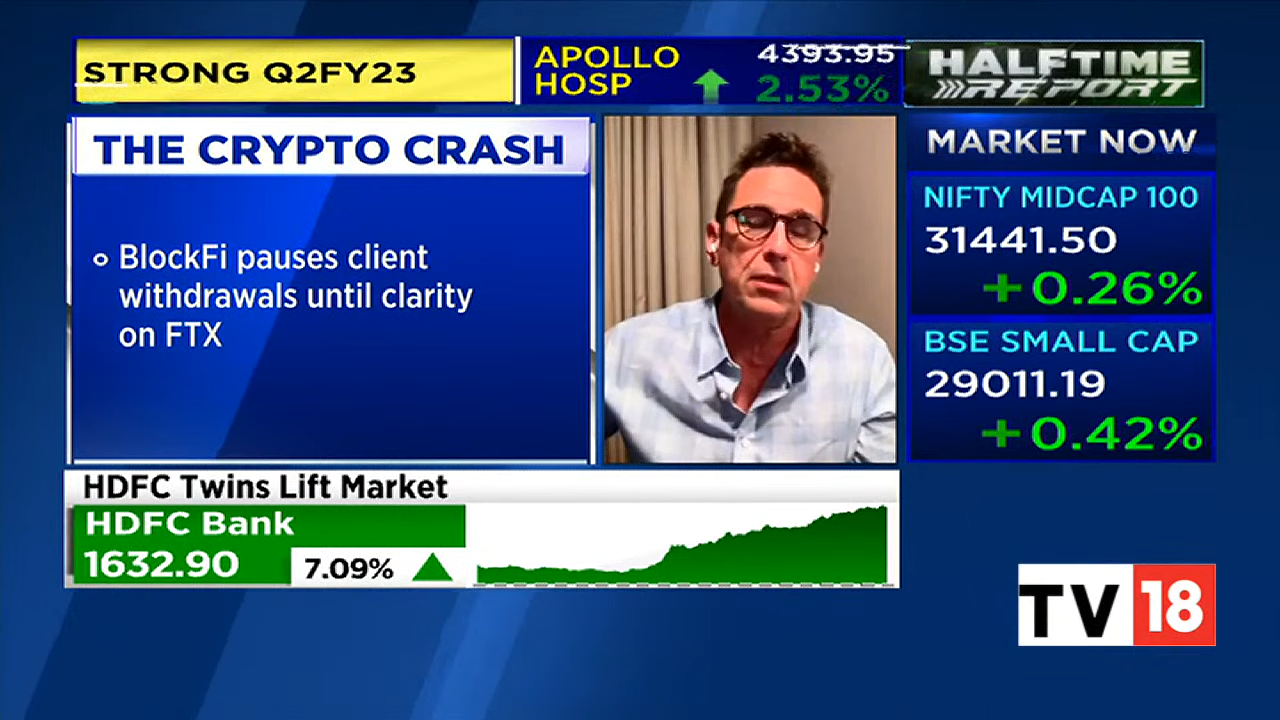 STRONG Q2FY23
APOLLO
HOSP
4393.95
2.53%
HALFTIME
REPORT
THE CRYPTO CRASH
BlockFi pauses client
withdrawals until clarity
on FTX
MARKET NOW
NIFTY MIDCAP 100
31441.50
+0.26%
BSE SMALL CAP
29011.19
+0.42%
HDFC Twins Lift Market
HDFC Bank
1632.90
7.09%
TV18